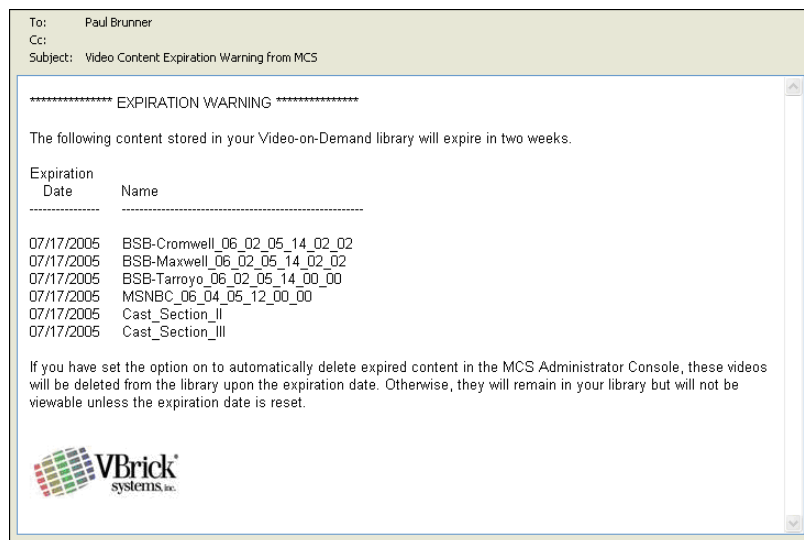 To: Paul Brunner
Cc:
Subject: Video Content Expiration Warning from MCS
*************** EXPIRATION WARNING ***************
The following content stored in your Video-on-Demand library will expire in two weeks.
Expiration
Date Name
---------------- ------------------------------------------------------
07/17/2005 BSB-Cromwell_06_02_05_14_02_02
07/17/2005 BSB-Maxwell_06_02_05_14_02_02
07/17/2005 BSB-Tarroyo_06_02_05_14_00_00
07/17/2005 MSNBC_06_04_05_12_00_00
07/17/2005 Cast_Section_II
07/17/2005 Cast_Section_III
If you have set the option on to automatically delete expired content in the MCS Administrator Console, these videos
will be deleted from the library upon the expiration date. Otherwise, they will remain in your library but will not be
viewable unless the expiration date is reset.
VBrick
systems, inc.